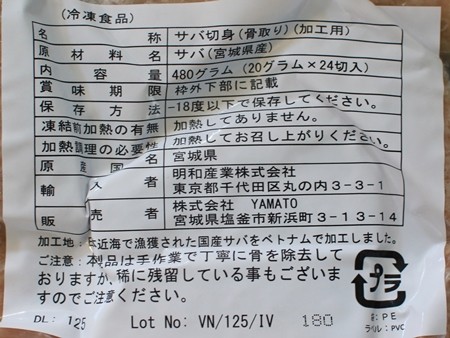 (冷凍食品)
名称 サバ切身(骨取り)(加工用)
原材料名 サバ(宮城県産)
内容量 480グラム(20グラム×24切入)
賞味期限 枠外下部に記載
保存方法 -18度以下で保存してください。
凍結前加熱の有無 加熱してありません。
加熱調理の必要性 加熱してお召し上がりください。
原産国名 宮城県
輸入者 明和産業株式会社
東京都千代田区丸の内3-3-1
販売者 株式会社 YAMATO
宮城県塩釜市新浜町3-13-14
加工地:本近海で漁獲された国産サバをベトナムで加工しました。
ご注意:本製品は手作業で丁寧に骨を除去して
おりますが、稀に残留している事もございま
すのでご注意ください。
プラ
:PE
ラベル:PVC
DL: 125 Lot No: VN/125/IV 180